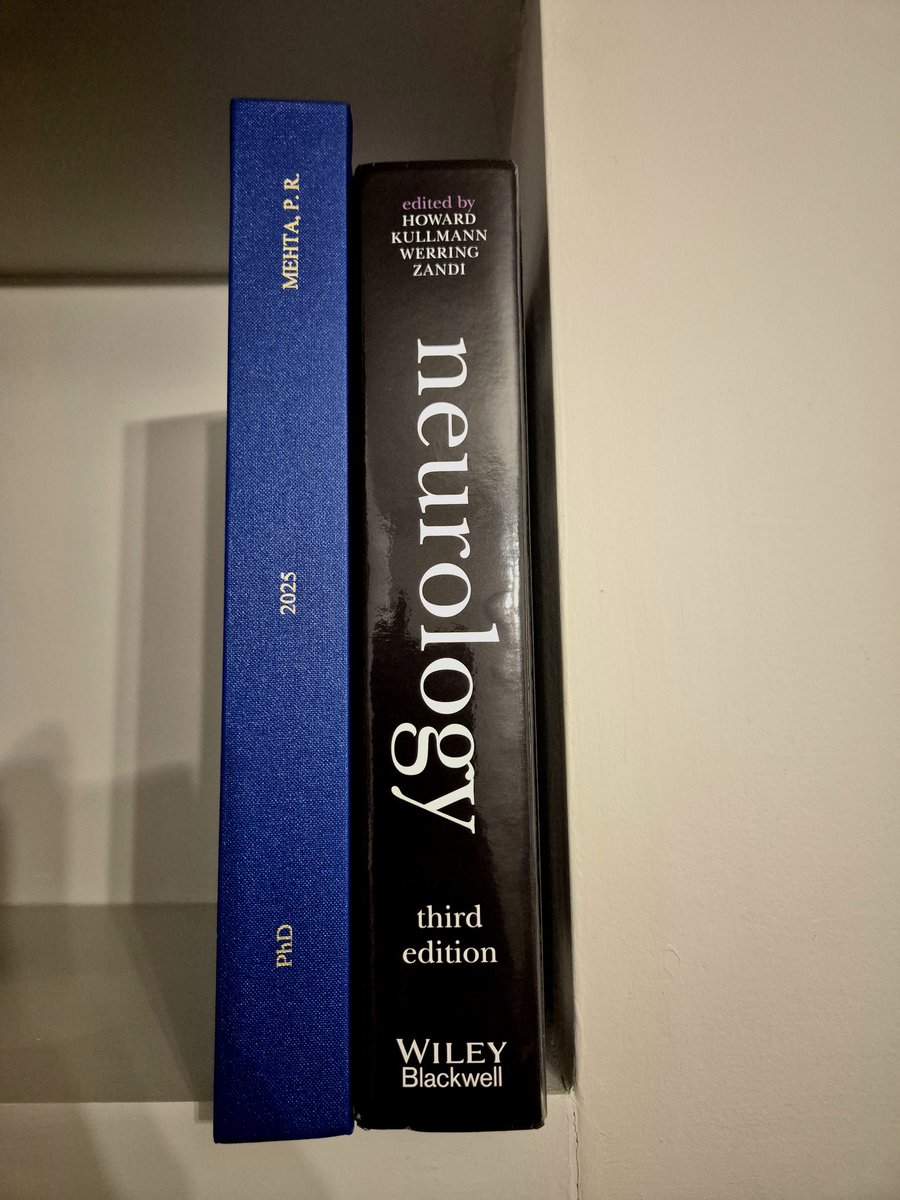 PhD 2025 MEHTA, P. R.
edited by
HOWARD
KULLMANN
WERRING
ZANDI
neurology
third
edition
WILEY
Blackwell